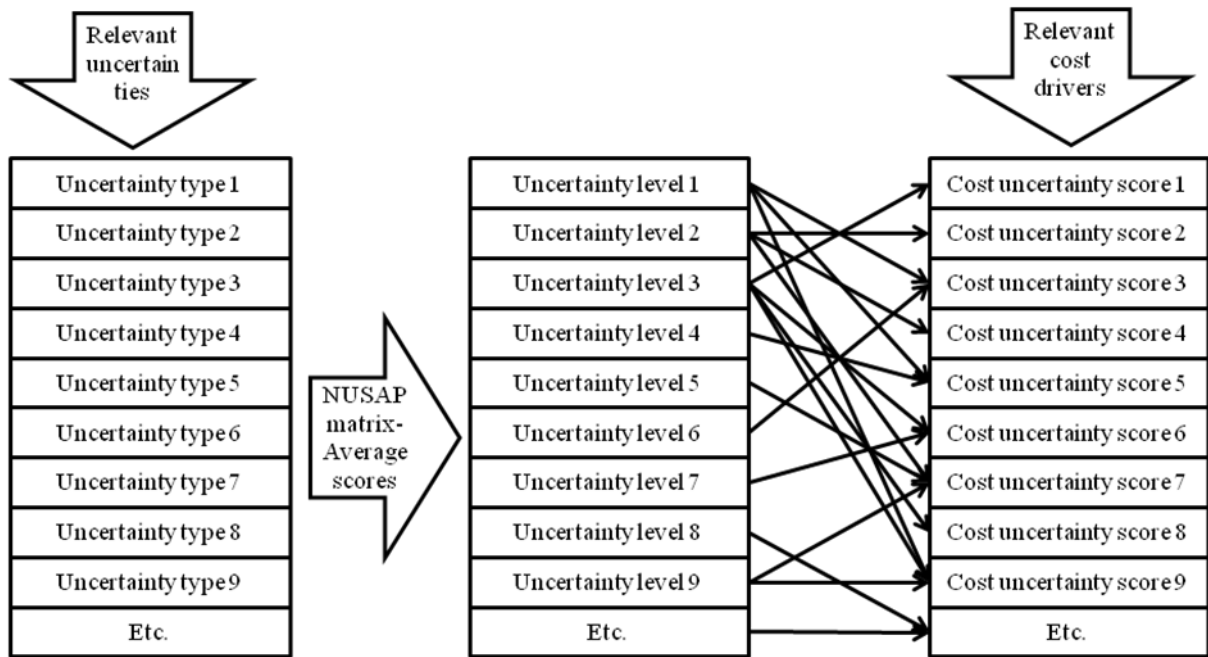 Relevant
uncertain
ties
Relevant
cost
drivers
Uncertainty type 1
Uncertainty type 2
Uncertainty type 3
Uncertainty type 4
Uncertainty type 5
Uncertainty type 6
Uncertainty type 7
Uncertainty type 8
Uncertainty type 9
Etc.
NUSAP
matrix-
Average
scores
Uncertainty level 1
Uncertainty level 2
Uncertainty level 3
Uncertainty level 4
Uncertainty level 5
Uncertainty level 6
Uncertainty level 7
Uncertainty level 8
Uncertainty level 9
Etc.
Cost uncertainty score 1
Cost uncertainty score 2
Cost uncertainty score 3
Cost uncertainty score 4
Cost uncertainty score 5
Cost uncertainty score 6
Cost uncertainty score 7
Cost uncertainty score 8
Cost uncertainty score 9
Etc.